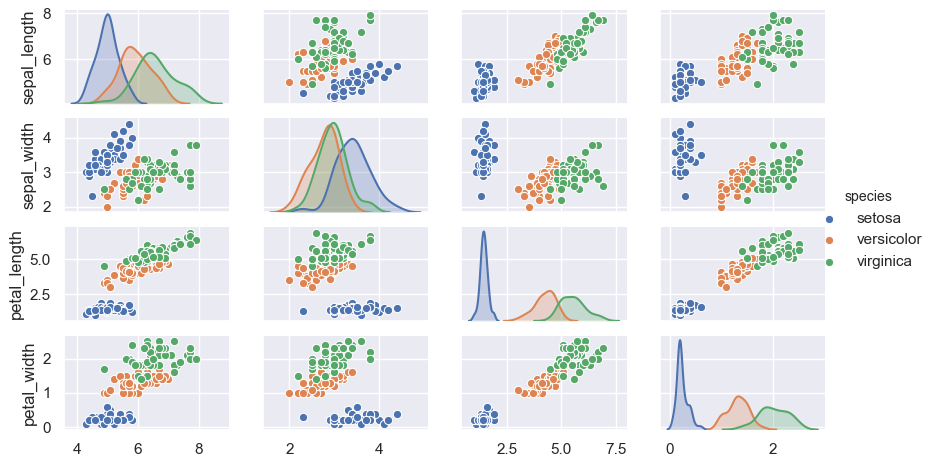 sepal_length
8
6
sepal_width
4
3
2
petal_length
5.0
2.5
petal_width
2
1
0
4 6 8
2 4
2.5 5.0 7.5
0 2
species
setosa
versicolor
virginica